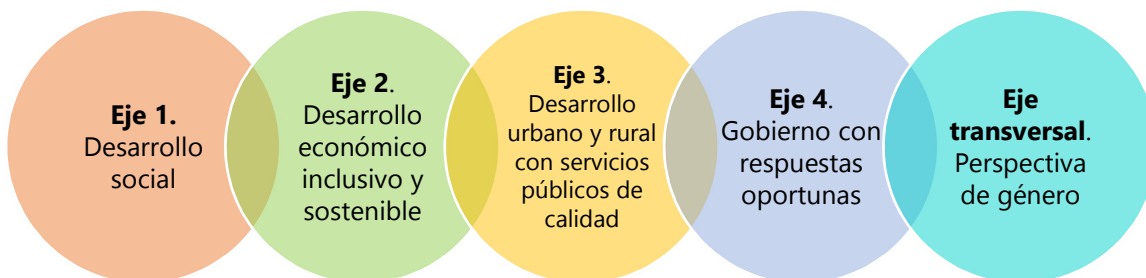 Eje 1.
Desarrollo
social
Eje 2.
Desarrollo
económico
inclusivo y
sostenible
Eje 3.
Desarrollo
urbano y rural
con servicios
públicos de
calidad
Eje 4.
Gobierno con
respuestas
oportunas
Eje
transversal.
Perspectiva
de género